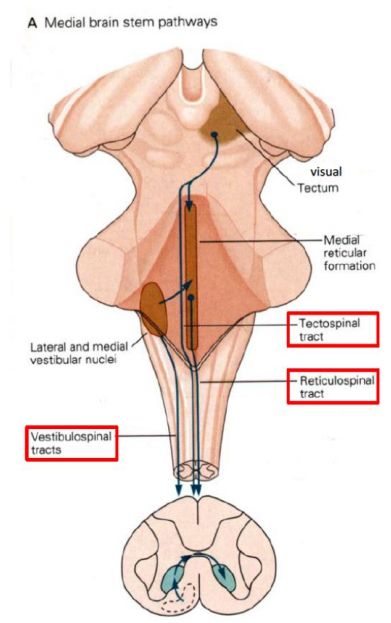 A Medial brain stem pathways
visual
Tectum
Medial
reticular
formation
Tectospinal
tract
Lateral and medial
vestibular nuclei
Reticulospinal
tract
Vestibulospinal
tracts